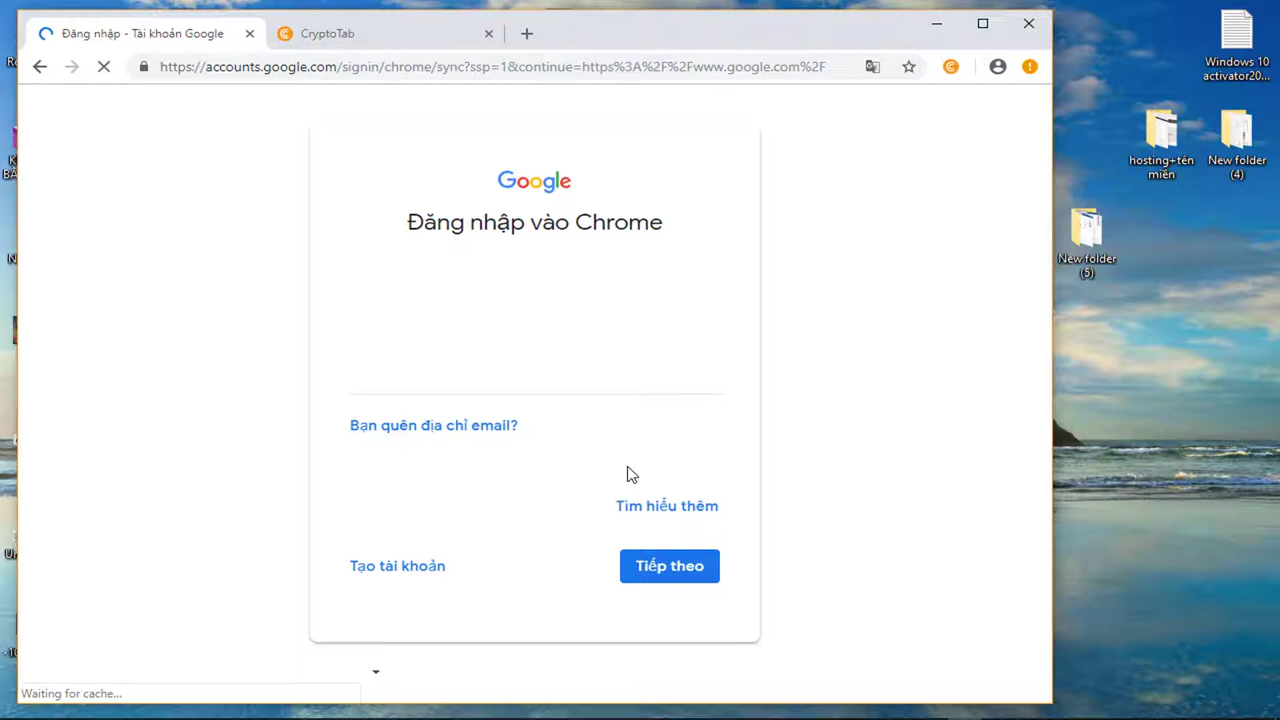 Đăng nhập - Tài khoản Google
CryptoTab
https://accounts.google.com/signin/chrome/sync?ssp=1&continue=https%3A%2F%2Fwww.google.com%2F
Google
Đăng nhập vào Chrome
Bạn quên địa chỉ email?
Tìm hiểu thêm
Tạo tài khoản
Tiếp theo
Waiting for cache...
Windows 10
activator20...
hosting+tên
miền
New folder
(4)
New folder
(5)